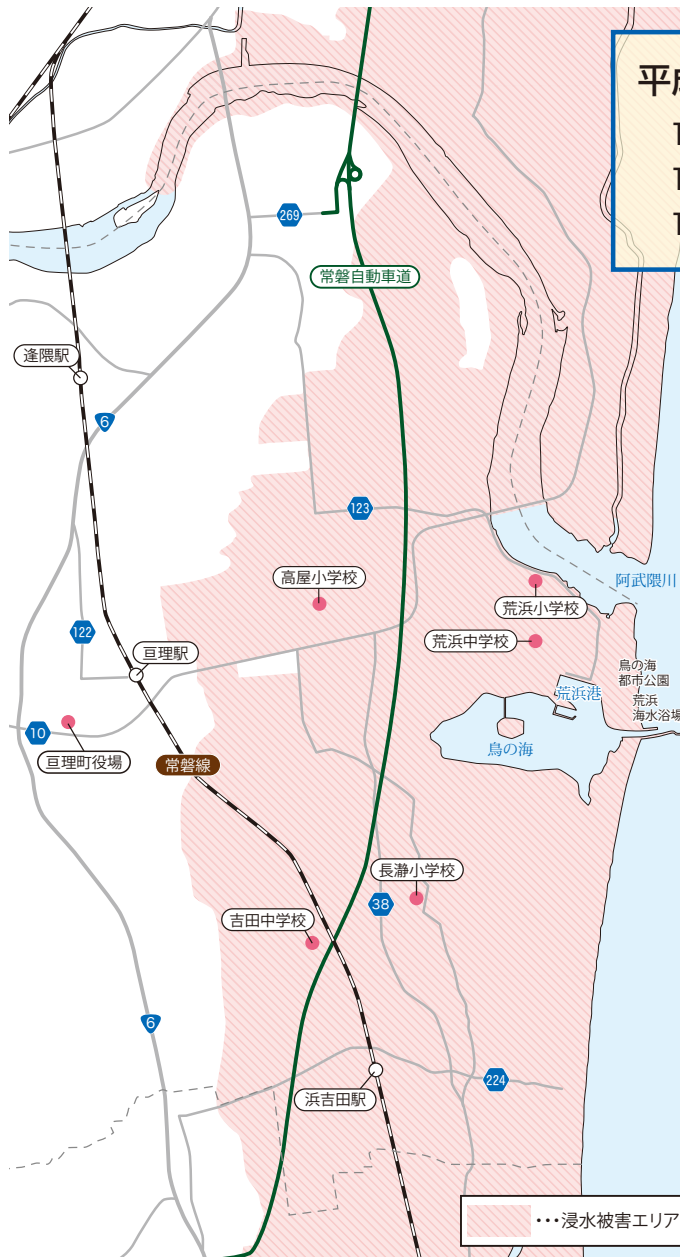 平成
269
常磐自動車道
逢隈駅
6
123
高屋小学校
荒浜小学校
阿武隈川
122
亘理駅
荒浜中学校
鳥の海
都市公園
荒浜港
荒浜
海水浴場
10
亘理町役場
常磐線
鳥の海
長瀞小学校
38
吉田中学校
6
224
浜吉田駅
･･･浸水被害エリア